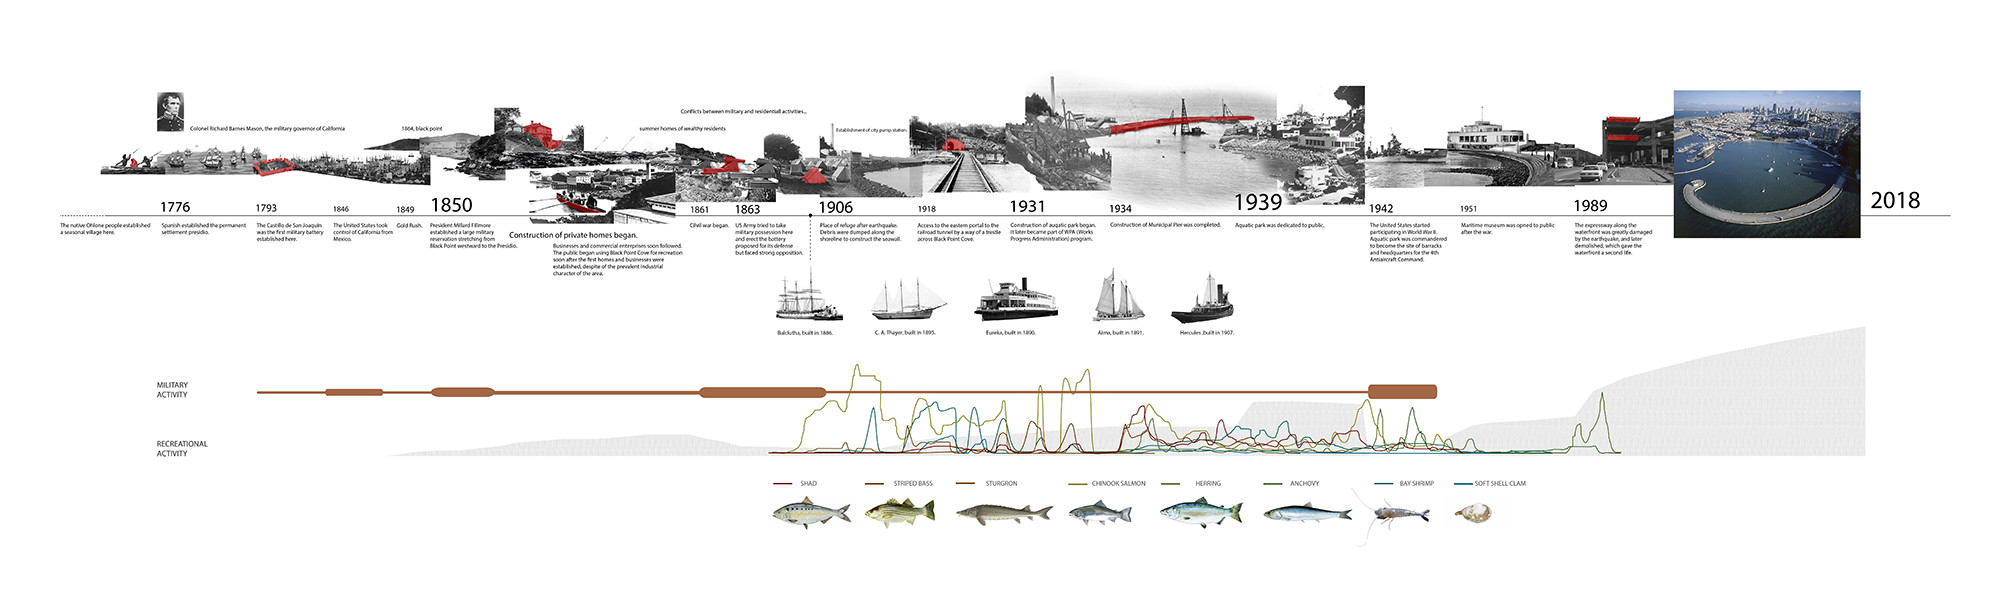 Conflicts between military and residentiall activities...
Colonel Richard Barnes Mason, the military governor of California
1864, black point
summer homes of wealthy residents
Establishment of city pump station.
1776
1793
1846
1849
1850
1861
1863
1906
1918
1931
1934
1939
1942
1951
1989
2018
The native Ohlone people established
a seasonal village here.
Spanish established the permanent
settlement presidio.
The Castillo de San Joaquin
was the first military battery
established here.
The United States took
control of California from
Mexico.
Gold Rush.
President Millard Fillmore
established a large military
reservation stretching from
Black Point westward to the Presidio.
Construction of private homes began.
Businesses and commercial enterprises soon followed.
The public began using Black Point Cove for recreation
soon after the first homes and businesses were
established, despite of the prevalent industrial
character of the area,
Civil war began.
US Army tried to take
military possession here
and erect the battery
proposed for its defense
but faced strong opposition.
Place of refuge after earthquake.
Debris were dumped along the
shoreline to construct the seawall.
Access to the eastern portal to the
railroad tunnel by a way of a trestle
across Black Point Cove.
Construction of auqatic park began.
It later became part of WPA (Works
Progress Administration) program.
Construction of Municipal Pier was completed.
Aquatic park was dedicated to public.
The United States started
participating in World War II.
Aquatic park was commandered
to become the site of barracks
and headquarters for the 4th
Antiaircraft Command.
Maritime museum was opned to public
after the war.
The expressway along the
waterfront was greatly damaged
by the earthquake, and later
demolished, which gave the
waterfront a second life.
Balclutha, built in 1886.
C. A. Thayer, built in 1895.
Eureka, built in 1890.
Alma, built in 1891.
Hercules ,built in 1907.
MILITARY
ACTIVITY
RECREATIONAL
ACTIVITY
SHAD
STRIPED BASS
STURGRON
CHINOOK SALMON
HERRING
ANCHOVY
BAY SHRIMP
SOFT SHELL CLAM